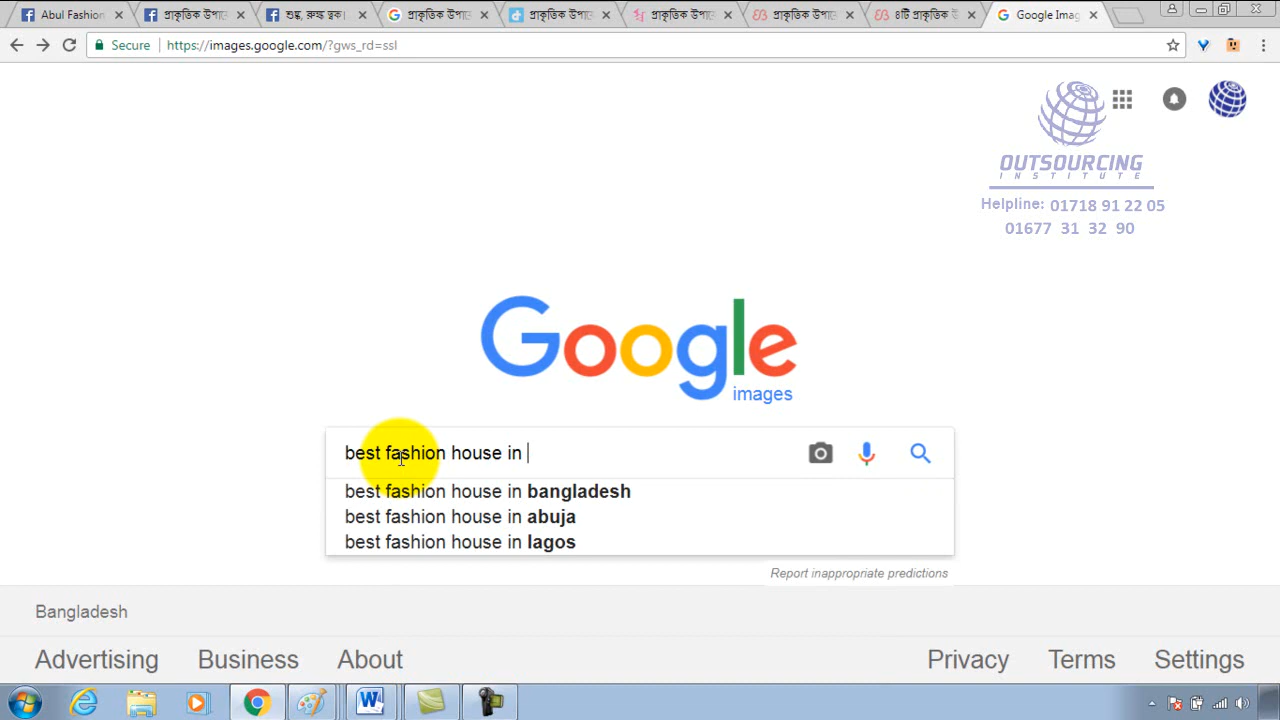 Abul Fashion
প্রাকৃতিক উপা
শুষ্ক, রুক্ষ ত্বক।
প্রাকৃতিক উপাে
প্রাকৃতিক উপা
প্রাকৃতিক উপাে
প্রাকৃতিক উপাে
৪টি প্রাকৃতিক উ
Google Imag
Secure
https://images.google.com/?gws_rd=ssl
OUTSOURCING
INSTITUTE
Helpline: 01718 91 22 05
01677 31 32 90
Google
images
best fashion house in
best fashion house in bangladesh
best fashion house in abuja
best fashion house in lagos
Report inappropriate predictions
Bangladesh
Advertising Business About Privacy Terms Settings